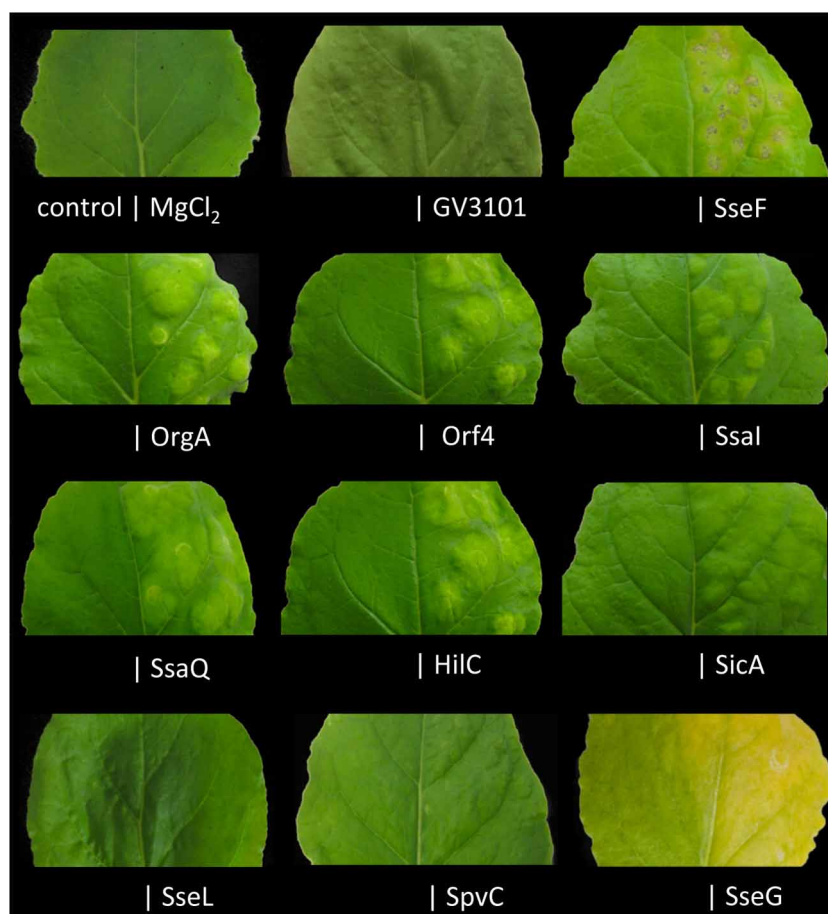 control | MgCl₂ | GV3101 | SseF
| OrgA | Orf4 | SsaI
| SsaQ | HilC | SicA
| SseL | SpvC | SseG